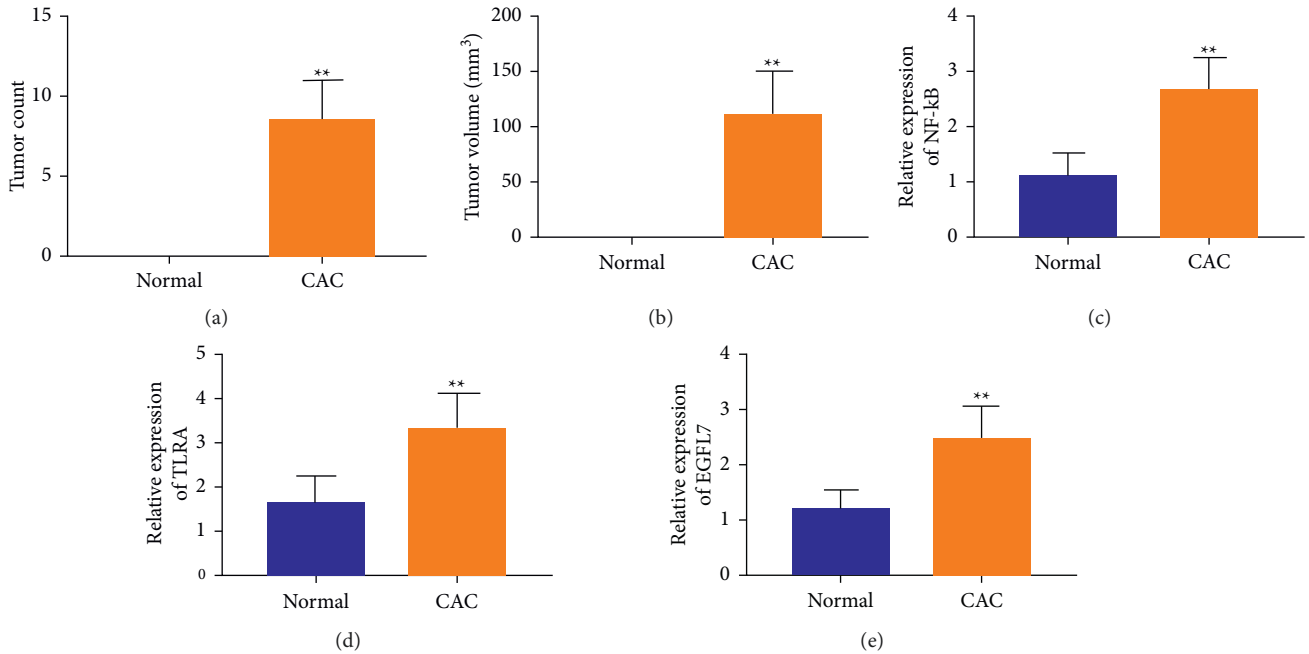 Tumor count
15
10
5
0
**
Normal
CAC
(a)
Tumor volume (mm³)
200
150
100
50
0
**
Normal
CAC
(b)
Relative expression
of NF-kB
4
3
2
1
0
**
Normal
CAC
(c)
Relative expression
of TLRA
5
4
3
2
1
0
**
Normal
CAC
(d)
Relative expression
of EGFL7
4
3
2
1
0
**
Normal
CAC
(e)